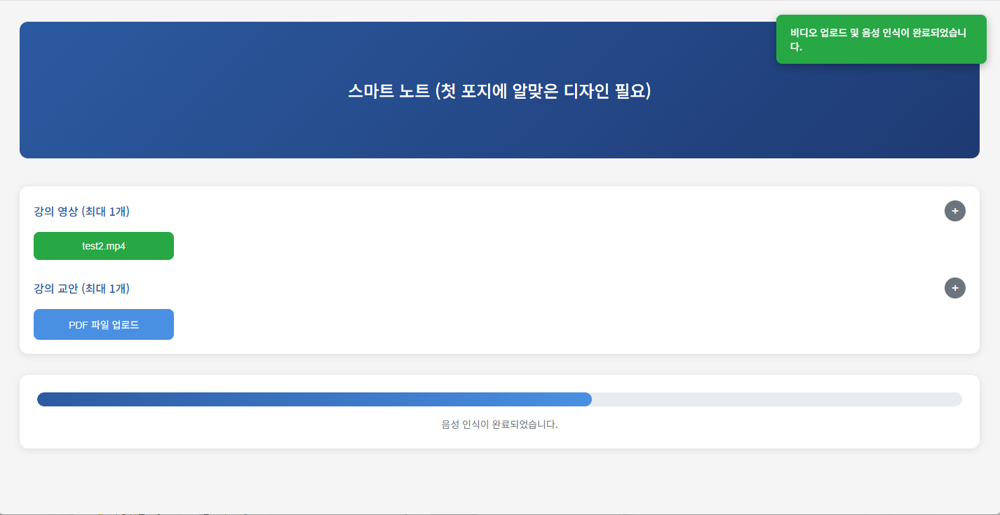 비디오 업로드 및 음성 인식이 완료되었습니
다.
스마트 노트 (첫 포지에 알맞은 디자인 필요)
강의 영상 (최대 1개)
+
test2.mp4
강의 교안 (최대 1개)
+
PDF 파일 업로드
음성 인식이 완료되었습니다.